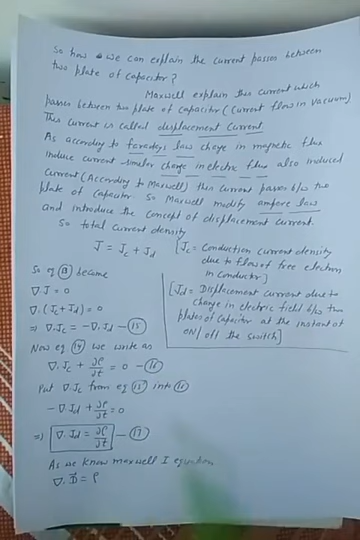 So how we can explain the current passes between
two plate of capacitor?
Maxwell explain this current which
passes between two plate of capacitor (Current flow in vacuum)
This current is called displacement current.
As according to faradays law change in magnetic flux
induce current similar change in electric flux also induced
current (According to Maxwell) this current passes b/w two
plate of capacitor. So Maxwell modify ampere law
and introduce the concept of displacement current.
So total current density
J = Jc + Jd
[Jc = Conduction current density
due to flow of free electron
in conductor]
[Jd = Displacement current due to
change in electric field b/w two
plates of capacitor at the instant of
ON/off the switch]
So eq (13) became
∇.J = 0
∇.(Jc+Jd) = 0
⇒ ∇.Jc = -∇.Jd — (15)
Now eq (14) we write as
∇.Jc + ∂ρ/∂t = 0 — (16)
Put ∇.Jc from eq (15) into (16)
-∇.Jd + ∂ρ/∂t = 0
⇒ ∇.Jd = ∂ρ/∂t — (17)
As we know maxwell I equation
∇.D⃗ = ρ